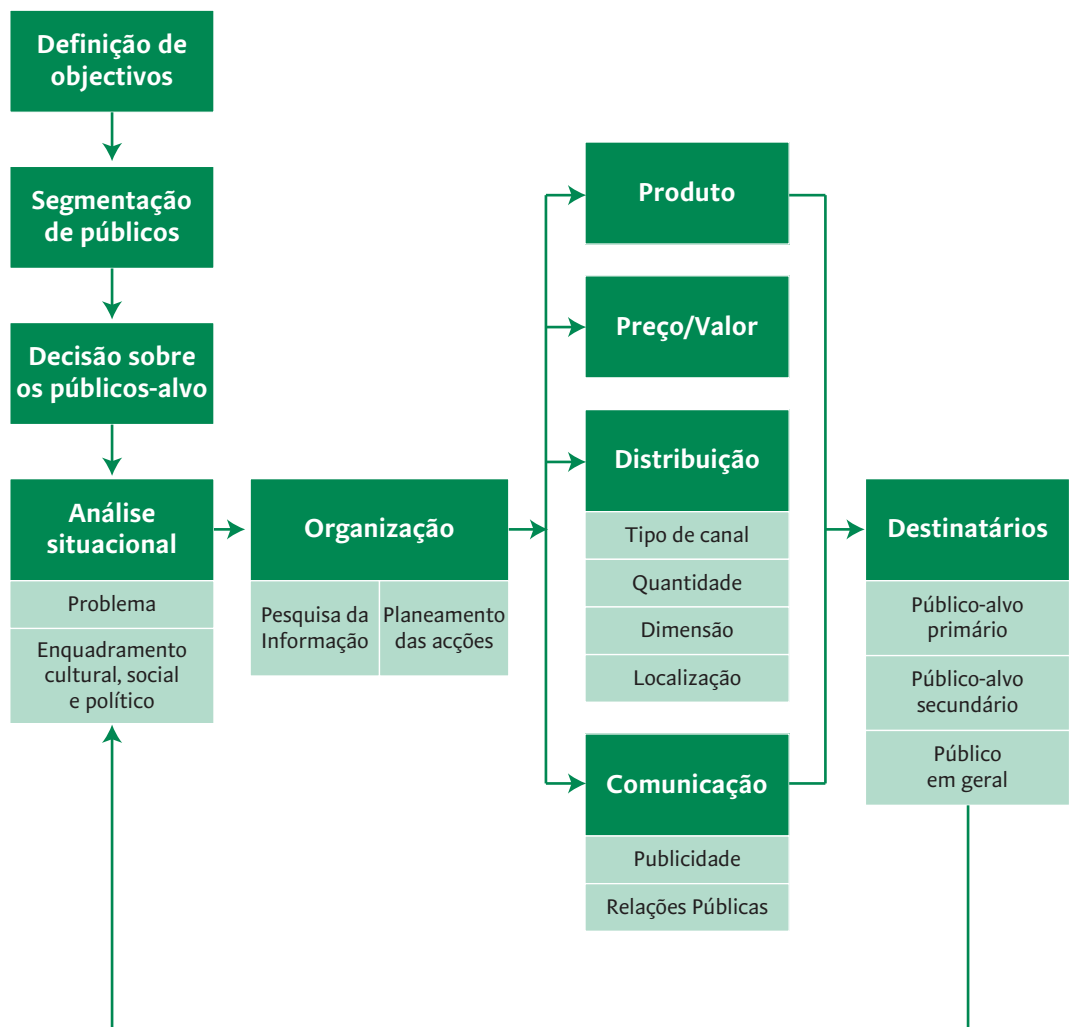 Definição de
objectivos
Segmentação
de públicos
Decisão sobre
os públicos-alvo
Análise
situacional
Problema
Enquadramento
cultural, social
e político
Organização
Pesquisa da
Informação
Planeamento
das acções
Produto
Preço/Valor
Distribuição
Tipo de canal
Quantidade
Dimensão
Localização
Comunicação
Publicidade
Relações Públicas
Destinatários
Público-alvo
primário
Público-alvo
secundário
Público
em geral